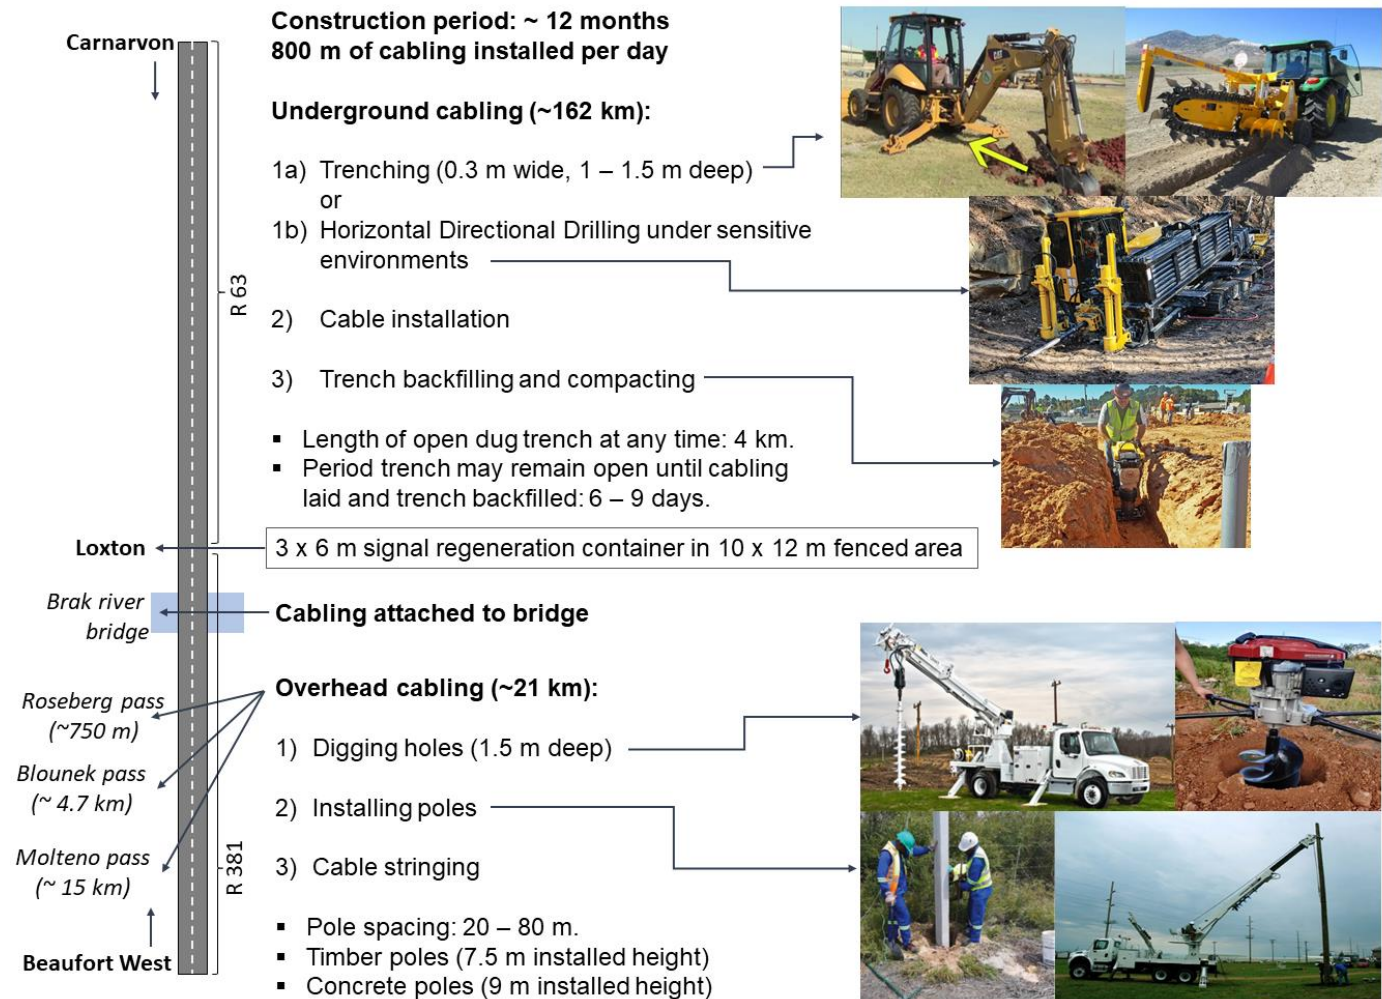 Carnarvon
Construction period: ~ 12 months
800 m of cabling installed per day
Underground cabling (~162 km):
1a) Trenching (0.3 m wide, 1 – 1.5 m deep)
or
1b) Horizontal Directional Drilling under sensitive
environments
R 63
2) Cable installation
3) Trench backfilling and compacting
▪ Length of open dug trench at any time: 4 km.
▪ Period trench may remain open until cabling
laid and trench backfilled: 6 – 9 days.
Loxton
3 x 6 m signal regeneration container in 10 x 12 m fenced area
Brak river
bridge
Cabling attached to bridge
Roseberg pass
(~750 m)
Blounek pass
(~ 4.7 km)
Molteno pass
(~ 15 km)
R 381
Beaufort West
Overhead cabling (~21 km):
1) Digging holes (1.5 m deep)
2) Installing poles
3) Cable stringing
▪ Pole spacing: 20 – 80 m.
▪ Timber poles (7.5 m installed height)
▪ Concrete poles (9 m installed height)
CAT